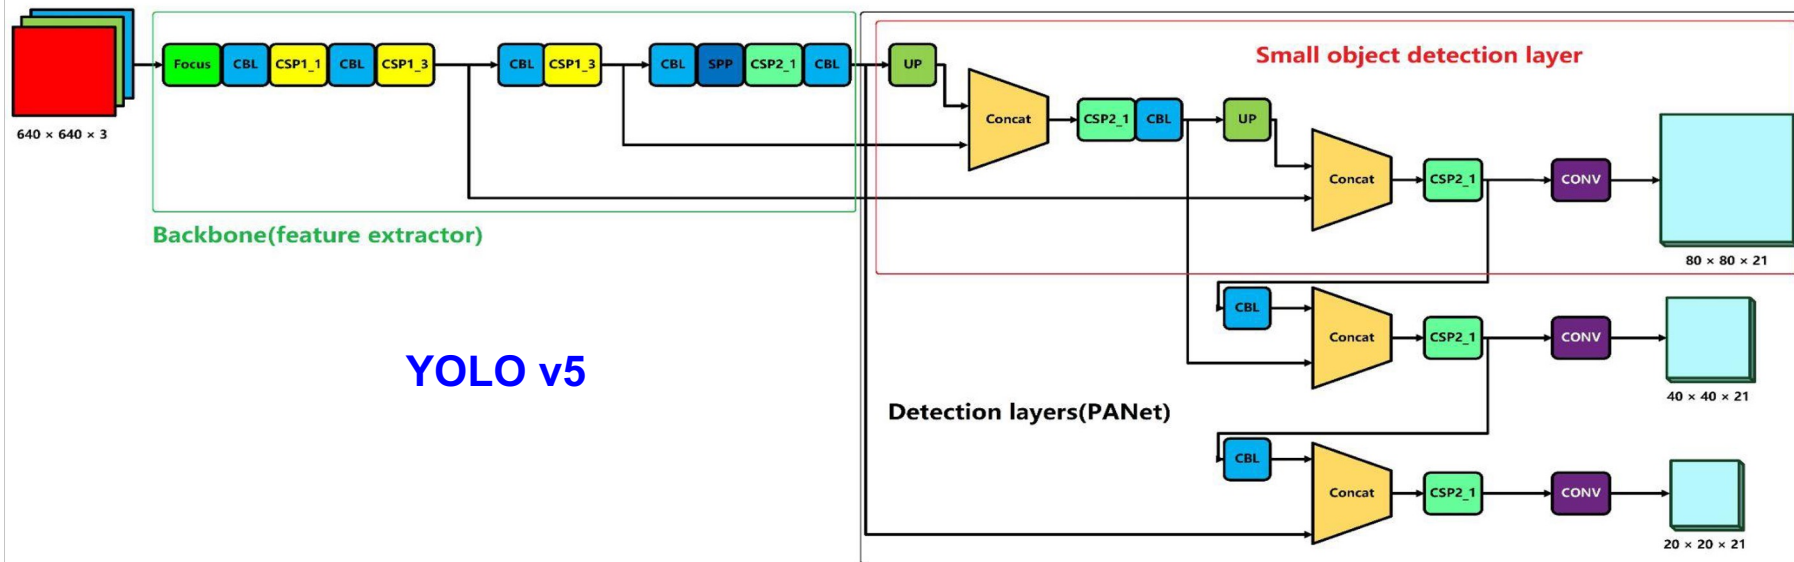 Small object detection layer
Focus CBL CSP1_1 CBL CSP1_3 CBL CSP1_3 CBL SPP CSP2_1 CBL UP
640 × 640 × 3
Concat CSP2_1 CBL UP
Concat CSP2_1 CONV
Backbone(feature extractor)
80 × 80 × 21
CBL
Concat CSP2_1 CONV
YOLO v5
40 × 40 × 21
Detection layers(PANet)
CBL
Concat CSP2_1 CONV
20 × 20 × 21